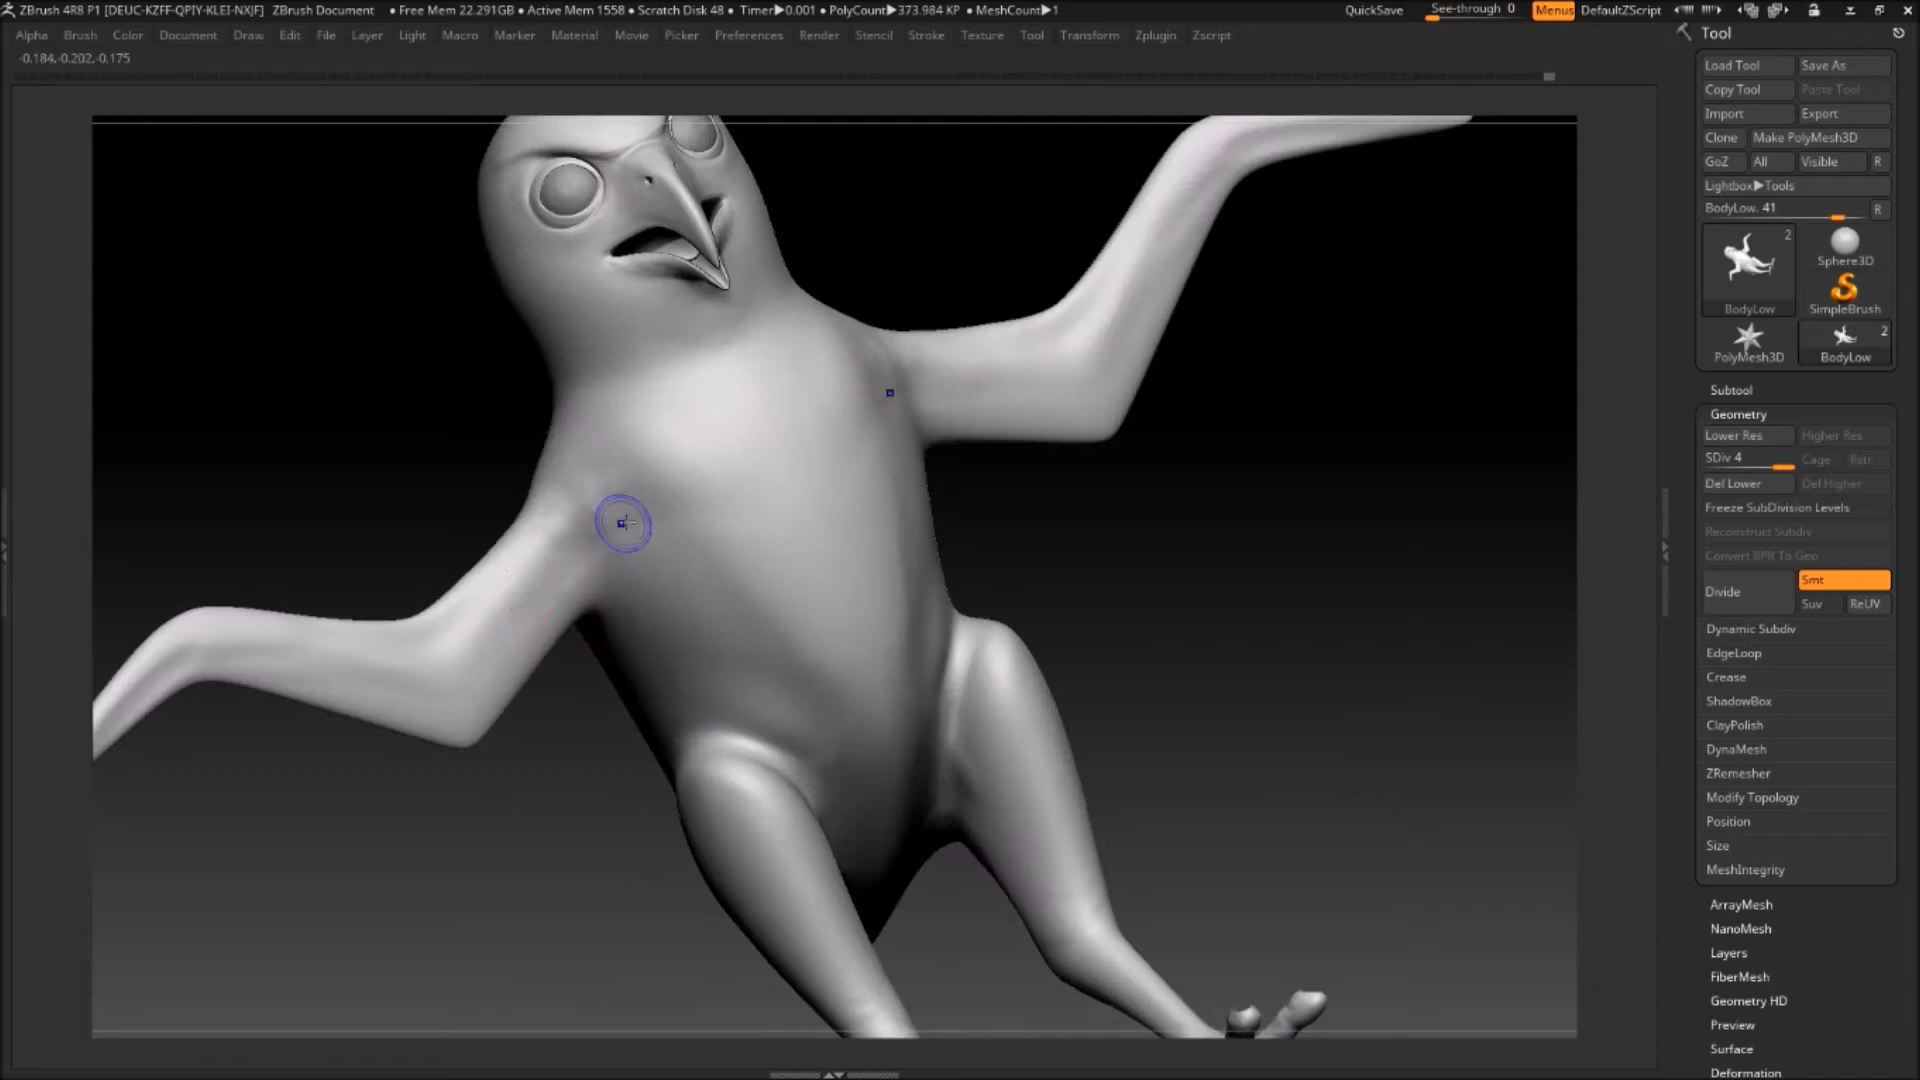 ZBrush 4R8 P1 [DEUC-KZFF-QPIY-KLEI-NXJF] ZBrush Document • Free Mem 22.291GB • Active Mem 1558 • Scratch Disk 48 • Timer▶0.001 • PolyCount▶373.984 KP • MeshCount▶1 QuickSave See-through 0 Menus DefaultZScript
Alpha Brush Color Document Draw Edit File Layer Light Macro Marker Material Movie Picker Preferences Render Stencil Stroke Texture Tool Transform Zplugin Zscript
-0.184,-0.202,-0.175
Tool
Load Tool Save As
Copy Tool Paste Tool
Import Export
Clone Make PolyMesh3D
GoZ All Visible R
Lightbox▶Tools
BodyLow. 41 R
2
Sphere3D
BodyLow SimpleBrush
2
PolyMesh3D BodyLow
Subtool
Geometry
Lower Res Higher Res
SDiv 4 Cage Rstr
Del Lower Del Higher
Freeze SubDivision Levels
Reconstruct Subdiv
Convert BPR To Geo
Divide Smt
Suv ReUV
Dynamic Subdiv
EdgeLoop
Crease
ShadowBox
ClayPolish
DynaMesh
ZRemesher
Modify Topology
Position
Size
MeshIntegrity
ArrayMesh
NanoMesh
Layers
FiberMesh
Geometry HD
Preview
Surface
Deformation